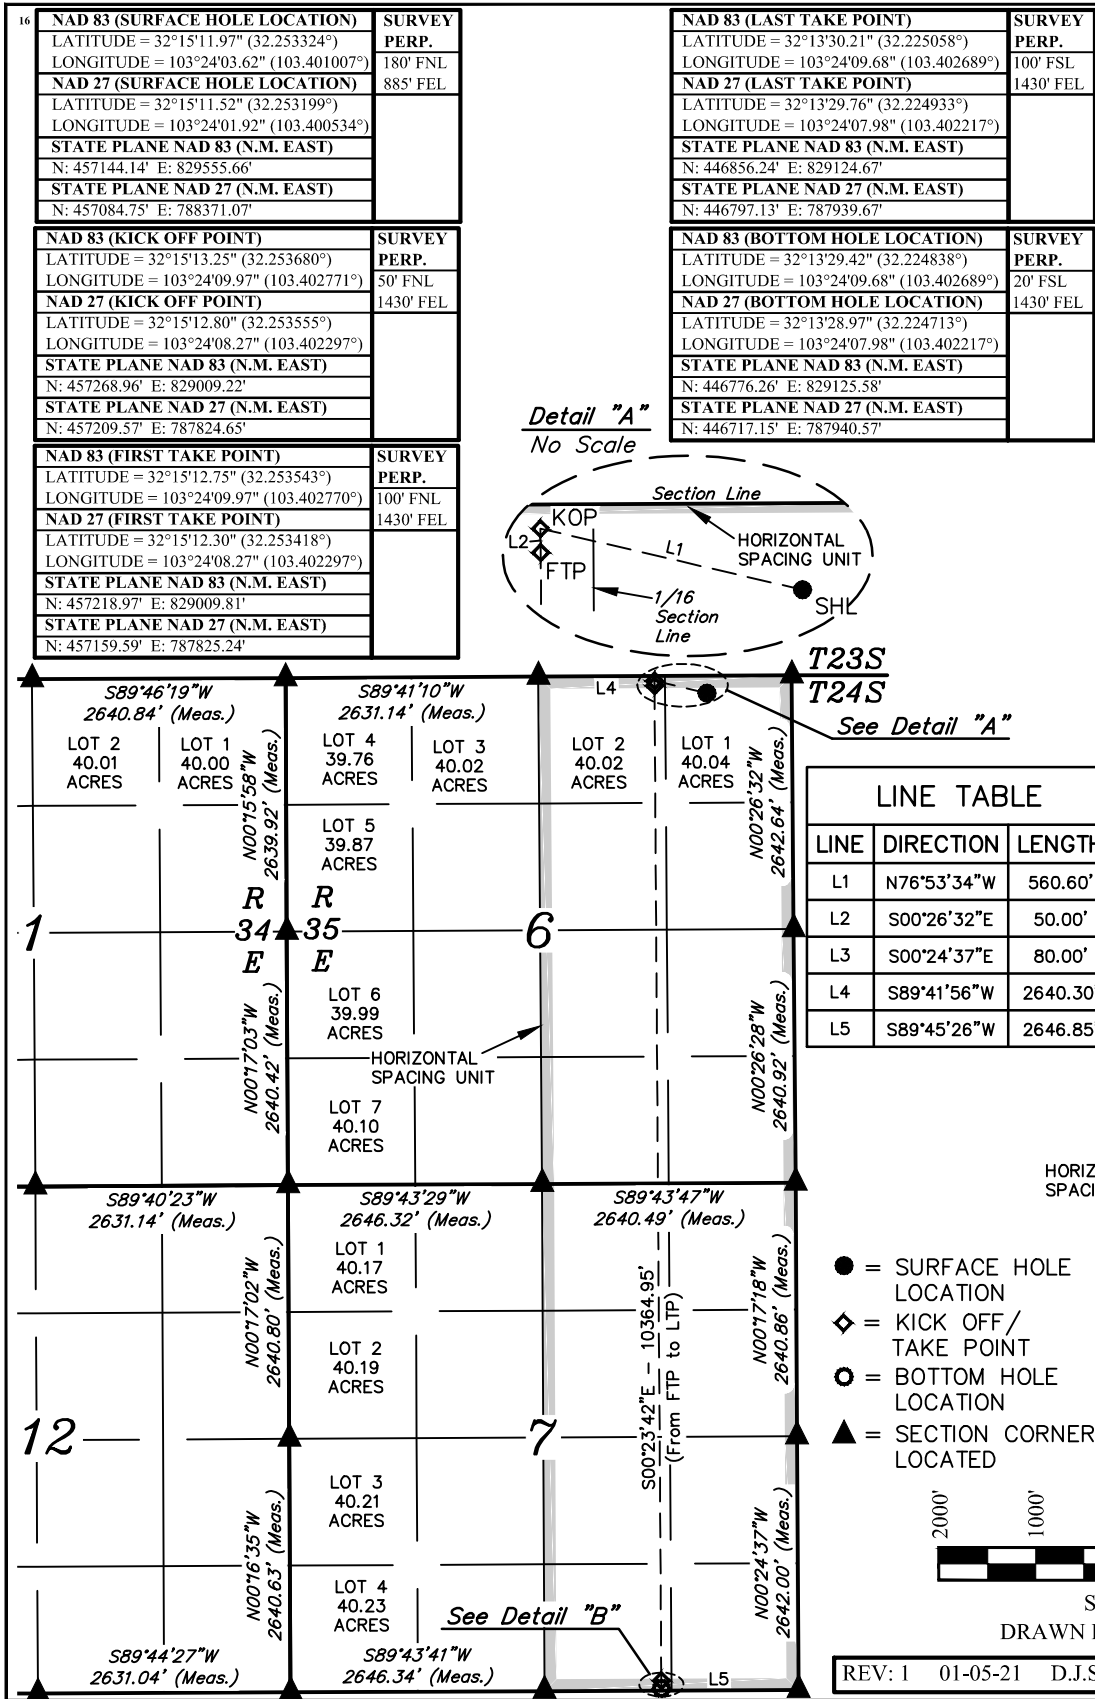 16
NAD 83 (SURFACE HOLE LOCATION)
LATITUDE = 32°15'11.97" (32.253324°)
LONGITUDE = 103°24'03.62" (103.401007°)
NAD 27 (SURFACE HOLE LOCATION)
LATITUDE = 32°15'11.52" (32.253199°)
LONGITUDE = 103°24'01.92" (103.400534°)
STATE PLANE NAD 83 (N.M. EAST)
N: 457144.14' E: 829555.66'
STATE PLANE NAD 27 (N.M. EAST)
N: 457084.75' E: 788371.07'
SURVEY
PERP.
180' FNL
885' FEL
NAD 83 (KICK OFF POINT)
LATITUDE = 32°15'13.25" (32.253680°)
LONGITUDE = 103°24'09.97" (103.402771°)
NAD 27 (KICK OFF POINT)
LATITUDE = 32°15'12.80" (32.253555°)
LONGITUDE = 103°24'08.27" (103.402297°)
STATE PLANE NAD 83 (N.M. EAST)
N: 457268.96' E: 829009.22'
STATE PLANE NAD 27 (N.M. EAST)
N: 457209.57' E: 787824.65'
SURVEY
PERP.
50' FNL
1430' FEL
NAD 83 (FIRST TAKE POINT)
LATITUDE = 32°15'12.75" (32.253543°)
LONGITUDE = 103°24'09.97" (103.402770°)
NAD 27 (FIRST TAKE POINT)
LATITUDE = 32°15'12.30" (32.253418°)
LONGITUDE = 103°24'08.27" (103.402297°)
STATE PLANE NAD 83 (N.M. EAST)
N: 457218.97' E: 829009.81'
STATE PLANE NAD 27 (N.M. EAST)
N: 457159.59' E: 787825.24'
SURVEY
PERP.
100' FNL
1430' FEL
NAD 83 (LAST TAKE POINT)
LATITUDE = 32°13'30.21" (32.225058°)
LONGITUDE = 103°24'09.68" (103.402689°)
NAD 27 (LAST TAKE POINT)
LATITUDE = 32°13'29.76" (32.224933°)
LONGITUDE = 103°24'07.98" (103.402217°)
STATE PLANE NAD 83 (N.M. EAST)
N: 446856.24' E: 829124.67'
STATE PLANE NAD 27 (N.M. EAST)
N: 446797.13' E: 787939.67'
SURVEY
PERP.
100' FSL
1430' FEL
NAD 83 (BOTTOM HOLE LOCATION)
LATITUDE = 32°13'29.42" (32.224838°)
LONGITUDE = 103°24'09.68" (103.402689°)
NAD 27 (BOTTOM HOLE LOCATION)
LATITUDE = 32°13'28.97" (32.224713°)
LONGITUDE = 103°24'07.98" (103.402217°)
STATE PLANE NAD 83 (N.M. EAST)
N: 446776.26' E: 829125.58'
STATE PLANE NAD 27 (N.M. EAST)
N: 446717.15' E: 787940.57'
SURVEY
PERP.
20' FSL
1430' FEL
Detail "A"
No Scale
Section Line
KOP
L2
FTP
L1
HORIZONTAL
SPACING UNIT
SHL
1/16
Section
Line
T23S
T24S
See Detail "A"
S89°46'19"W
2640.84' (Meas.)
S89°41'10"W
2631.14' (Meas.)
L4
LOT 2
40.01
ACRES
LOT 1
40.00
ACRES
N00°15'58"W
2639.92' (Meas.)
LOT 4
39.76
ACRES
LOT 3
40.02
ACRES
LOT 2
40.02
ACRES
LOT 1
40.04
ACRES
N00°26'32"W
2642.64' (Meas.)
LOT 5
39.87
ACRES
1
R
34
E
R
35
E
6
LINE TABLE
LINE DIRECTION LENGTH
L1 N76°53'34"W 560.60'
L2 S00°26'32"E 50.00'
L3 S00°24'37"E 80.00'
L4 S89°41'56"W 2640.30'
L5 S89°45'26"W 2646.85'
N00°17'03"W
2640.42' (Meas.)
LOT 6
39.99
ACRES
HORIZONTAL
SPACING UNIT
LOT 7
40.10
ACRES
N00°26'28"W
2640.92' (Meas.)
HORIZ
SPACI
S89°40'23"W
2631.14' (Meas.)
S89°43'29"W
2646.32' (Meas.)
S89°43'47"W
2640.49' (Meas.)
N00°17'02"W
2640.80' (Meas.)
LOT 1
40.17
ACRES
LOT 2
40.19
ACRES
S00°23'42"E - 10364.95'
(From FTP to LTP)
N00°17'18"W
2640.86' (Meas.)
12
7
= SURFACE HOLE
LOCATION
= KICK OFF/
TAKE POINT
= BOTTOM HOLE
LOCATION
= SECTION CORNER
LOCATED
N00°16'35"W
2640.63' (Meas.)
LOT 3
40.21
ACRES
LOT 4
40.23
ACRES
See Detail "B"
N00°24'37"W
2642.00' (Meas.)
S89°44'27"W
2631.04' (Meas.)
S89°43'41"W
2646.34' (Meas.)
L5
2000'
1000'
S
DRAWN
REV: 1 01-05-21 D.J.S